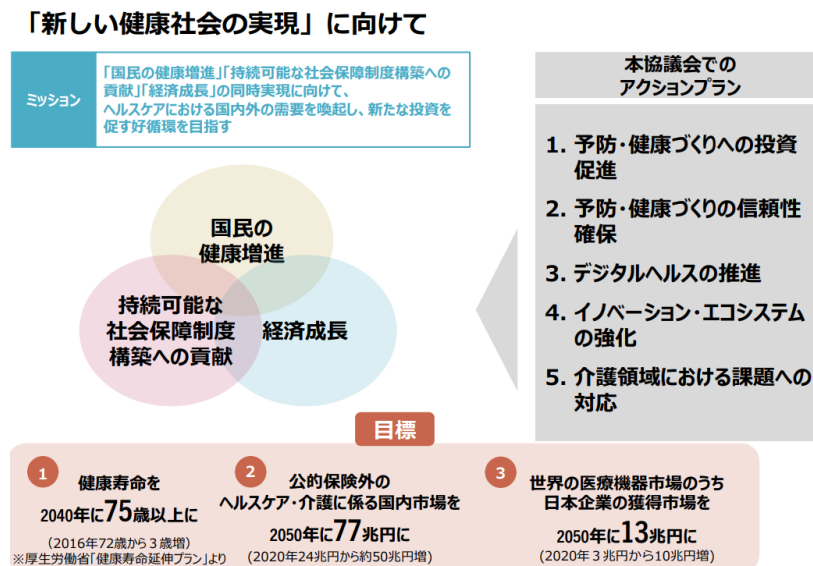 「新しい健康社会の実現」に向けて
ミッション
「国民の健康増進」「持続可能な社会保障制度構築への
貢献」「経済成長」の同時実現に向けて、
ヘルスケアにおける国内外の需要を喚起し、新たな投資を
促す好循環を目指す
国民の
健康増進
持続可能な
社会保障制度
構築への貢献
経済成長
本協議会での
アクションプラン
1. 予防・健康づくりへの投資
促進
2. 予防・健康づくりの信頼性
確保
3. デジタルヘルスの推進
4. イノベーション・エコシステム
の強化
5. 介護領域における課題への
対応
目標
1
健康寿命を
2040年に75歳以上に
（2016年72歳から３歳増）
※厚生労働省「健康寿命延伸プラン」より
2
公的保険外の
ヘルスケア・介護に係る国内市場を
2050年に77兆円に
（2020年24兆円から約50兆円増）
3
世界の医療機器市場のうち
日本企業の獲得市場を
2050年に13兆円に
（2020年３兆円から10兆円増）